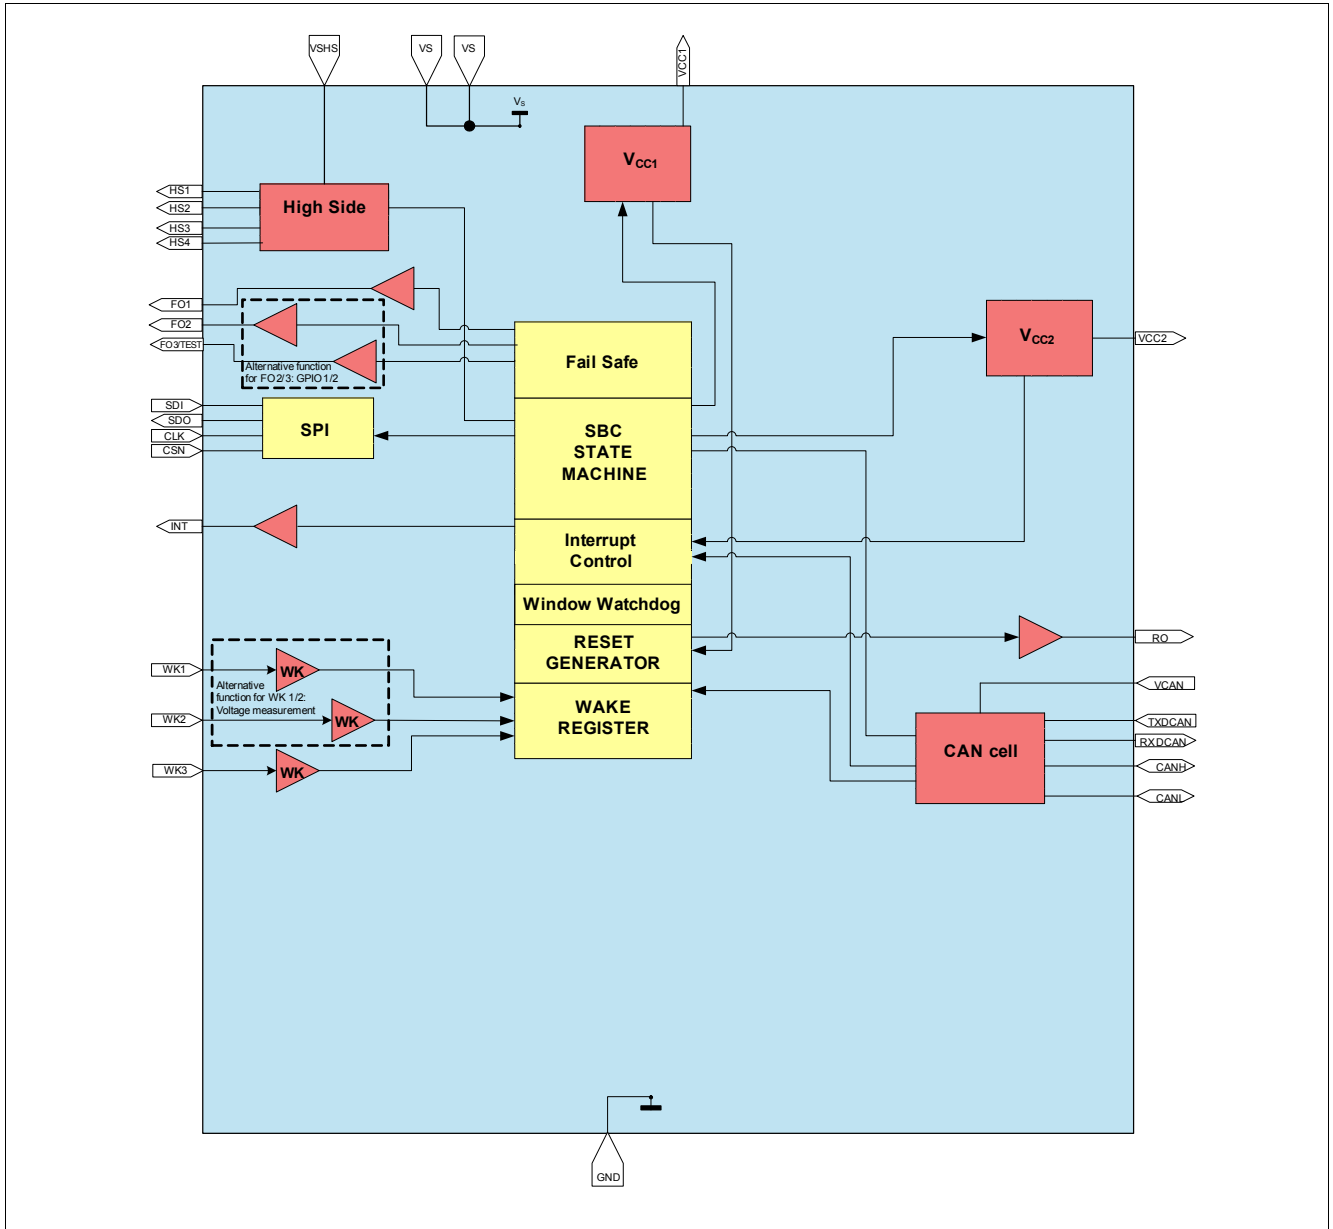 VSHS
VS
VS
VCC1
Vs
VCC1
High Side
HS1
HS2
HS3
HS4
FO1
FO2
FO3/TEST
Alternative function
for FO2/3: GPIO1/2
Fail Safe
VCC2
VCC2
SDI
SDO
CLK
CSN
SPI
SBC
STATE
MACHINE
INT
Interrupt
Control
Window Watchdog
RESET
GENERATOR
RO
WK1
WK
Alternative
function for WK 1/2:
Voltage measurement
WK2
WK
WK3
WK
WAKE
REGISTER
VCAN
TXDCAN
RXDCAN
CANH
CANL
CAN cell
GND